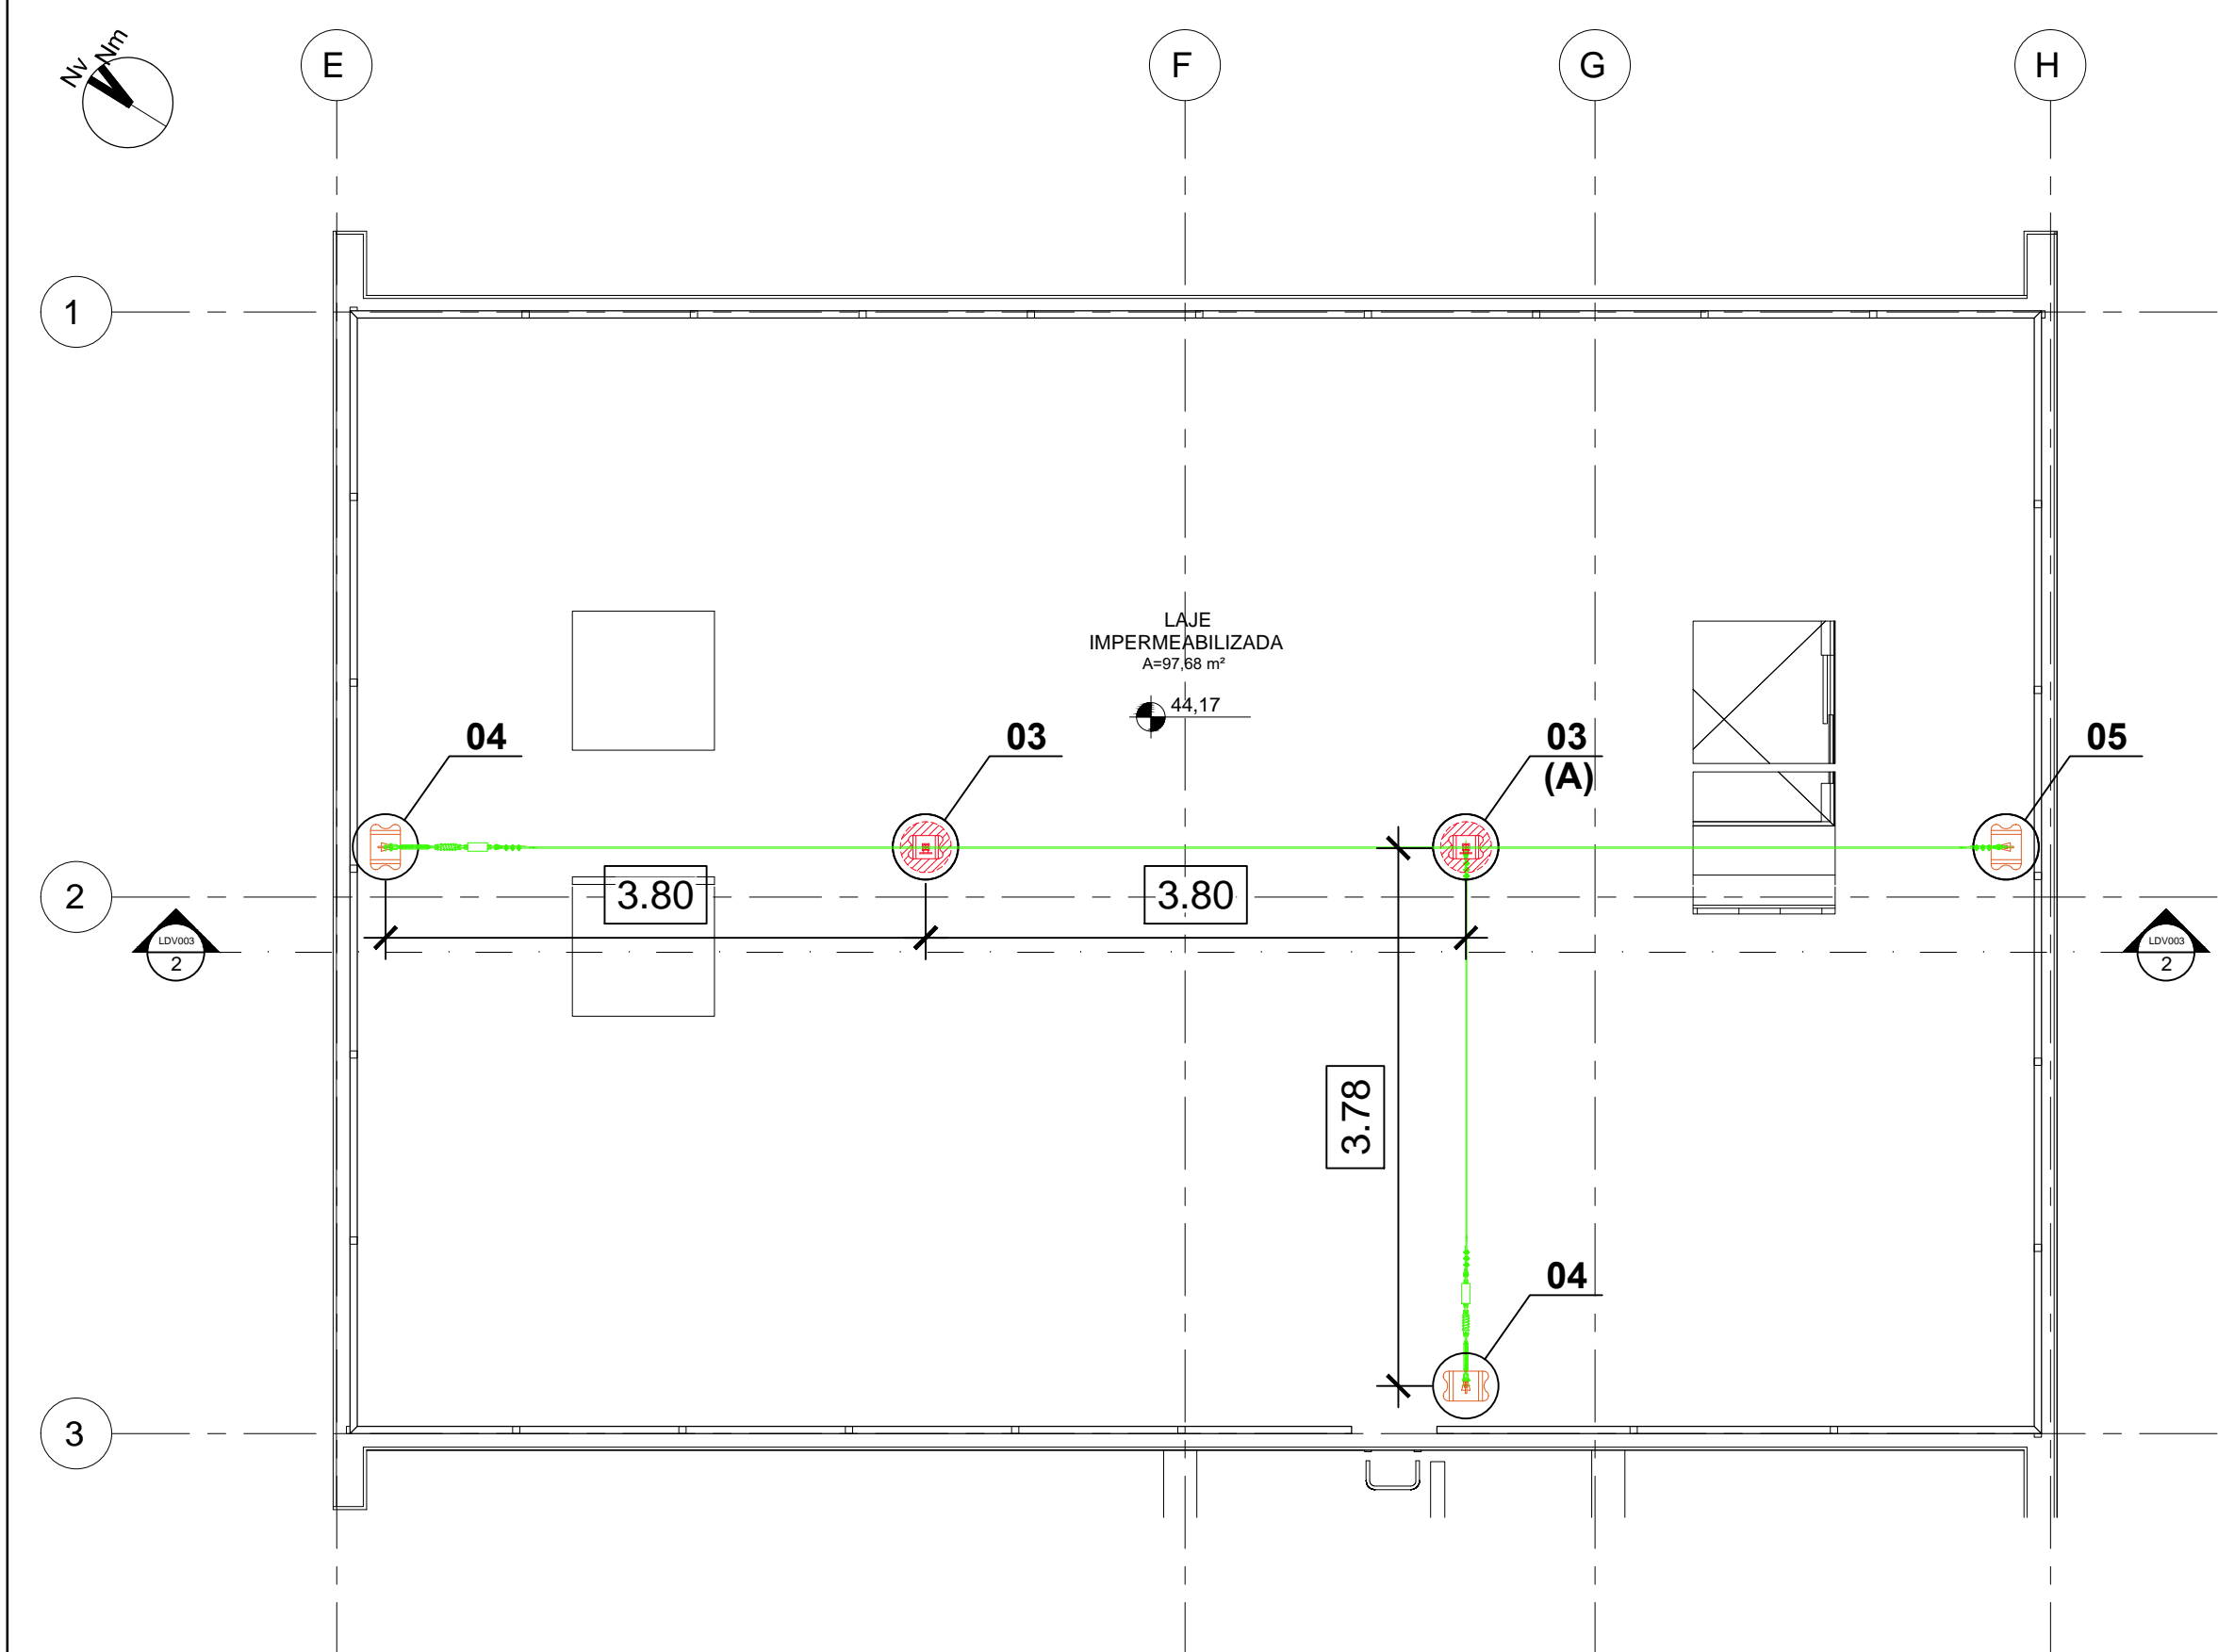 Nv Nm
E
F
G
H
1
LAJE
IMPERMEABILIZADA
A=97,68 m²
44,17
04
03
03
(A)
05
2
3.80
3.80
LDV003
2
LDV003
2
3.78
04
3